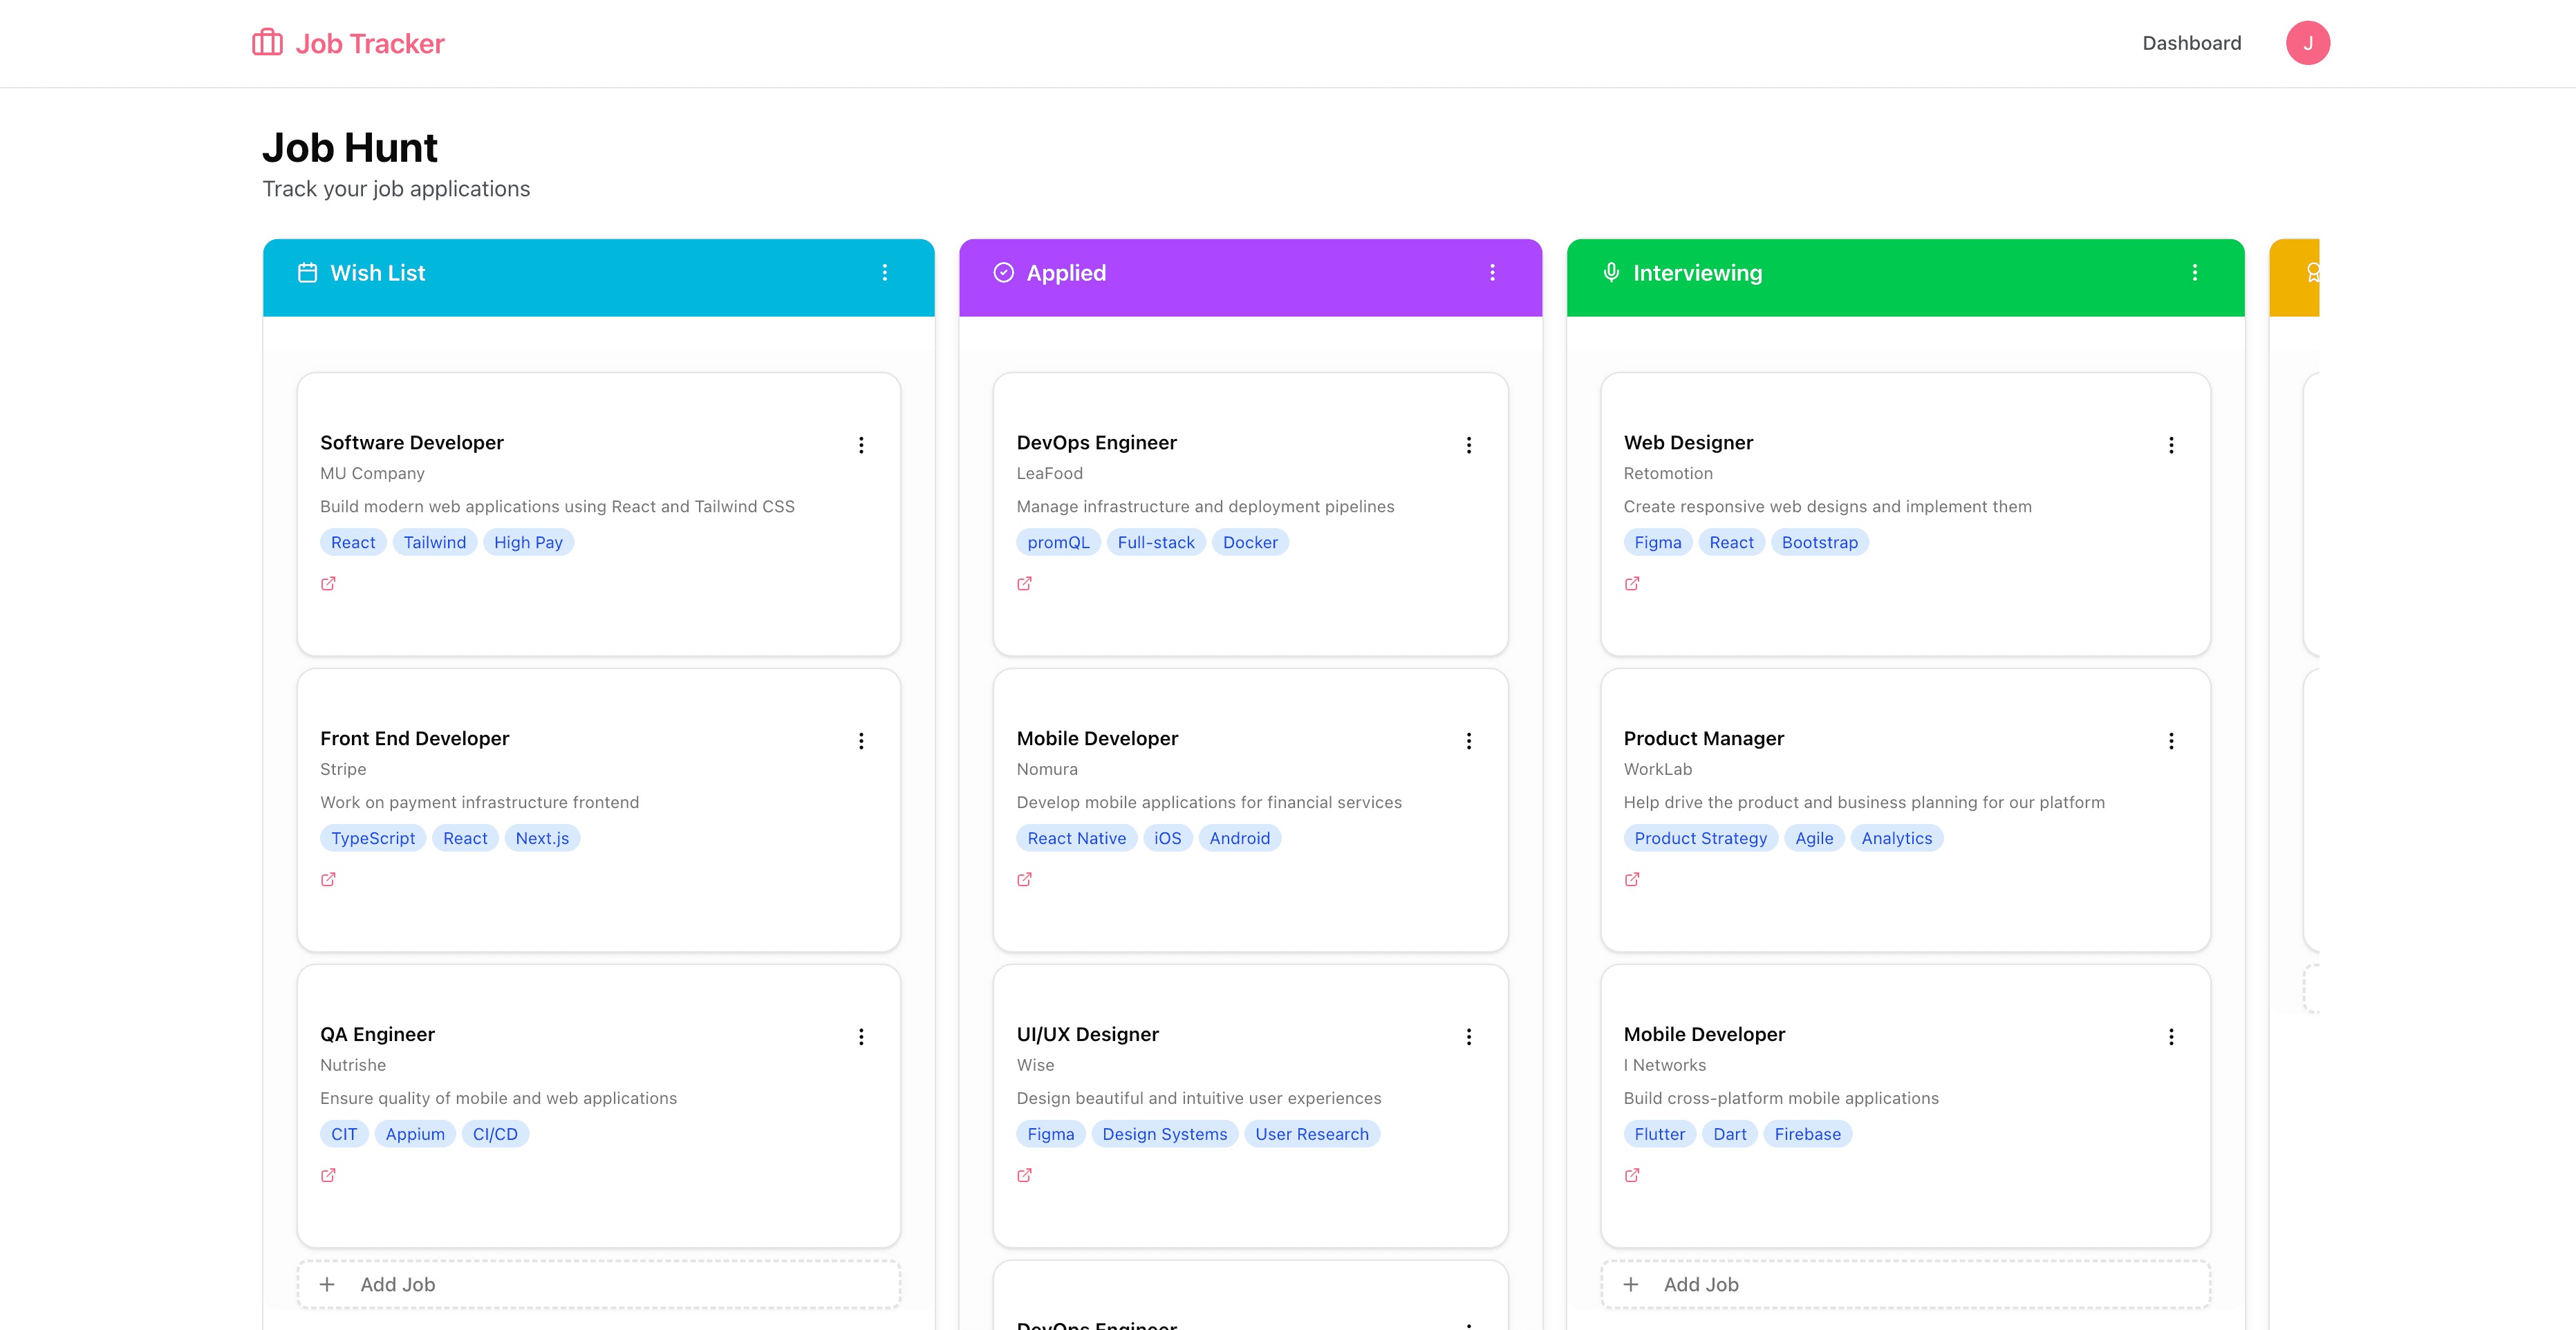 Job Tracker
Dashboard
J
Job Hunt
Track your job applications
Wish List
Software Developer
MU Company
Build modern web applications using React and Tailwind CSS
React Tailwind High Pay
Front End Developer
Stripe
Work on payment infrastructure frontend
TypeScript React Next.js
QA Engineer
Nutrishe
Ensure quality of mobile and web applications
CIT Appium CI/CD
+ Add Job
Applied
DevOps Engineer
LeaFood
Manage infrastructure and deployment pipelines
promQL Full-stack Docker
Mobile Developer
Nomura
Develop mobile applications for financial services
React Native iOS Android
UI/UX Designer
Wise
Design beautiful and intuitive user experiences
Figma Design Systems User Research
DevOps Engineer
Interviewing
Web Designer
Retomotion
Create responsive web designs and implement them
Figma React Bootstrap
Product Manager
WorkLab
Help drive the product and business planning for our platform
Product Strategy Agile Analytics
Mobile Developer
I Networks
Build cross-platform mobile applications
Flutter Dart Firebase
+ Add Job